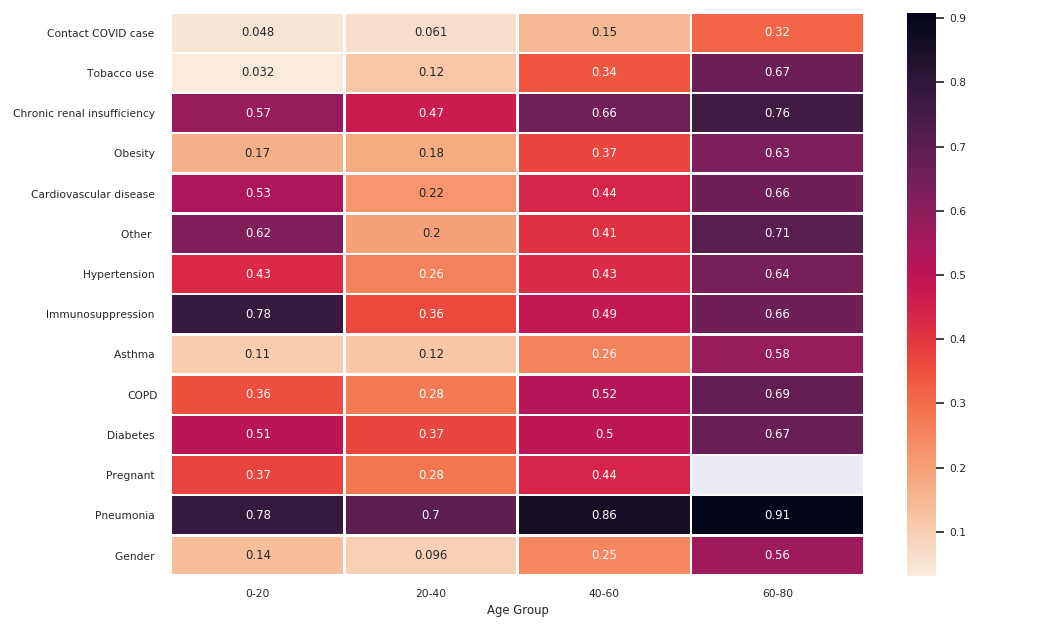 Contact COVID case 0.048 0.061 0.15 0.32
Tobacco use 0.032 0.12 0.34 0.67
Chronic renal insufficiency 0.57 0.47 0.66 0.76
Obesity 0.17 0.18 0.37 0.63
Cardiovascular disease 0.53 0.22 0.44 0.66
Other 0.62 0.2 0.41 0.71
Hypertension 0.43 0.26 0.43 0.64
Immunosuppression 0.78 0.36 0.49 0.66
Asthma 0.11 0.12 0.26 0.58
COPD 0.36 0.28 0.52 0.69
Diabetes 0.51 0.37 0.5 0.67
Pregnant 0.37 0.28 0.44
Pneumonia 0.78 0.7 0.86 0.91
Gender 0.14 0.096 0.25 0.56
0-20 20-40 40-60 60-80
Age Group
0.9
0.8
0.7
0.6
0.5
0.4
0.3
0.2
0.1